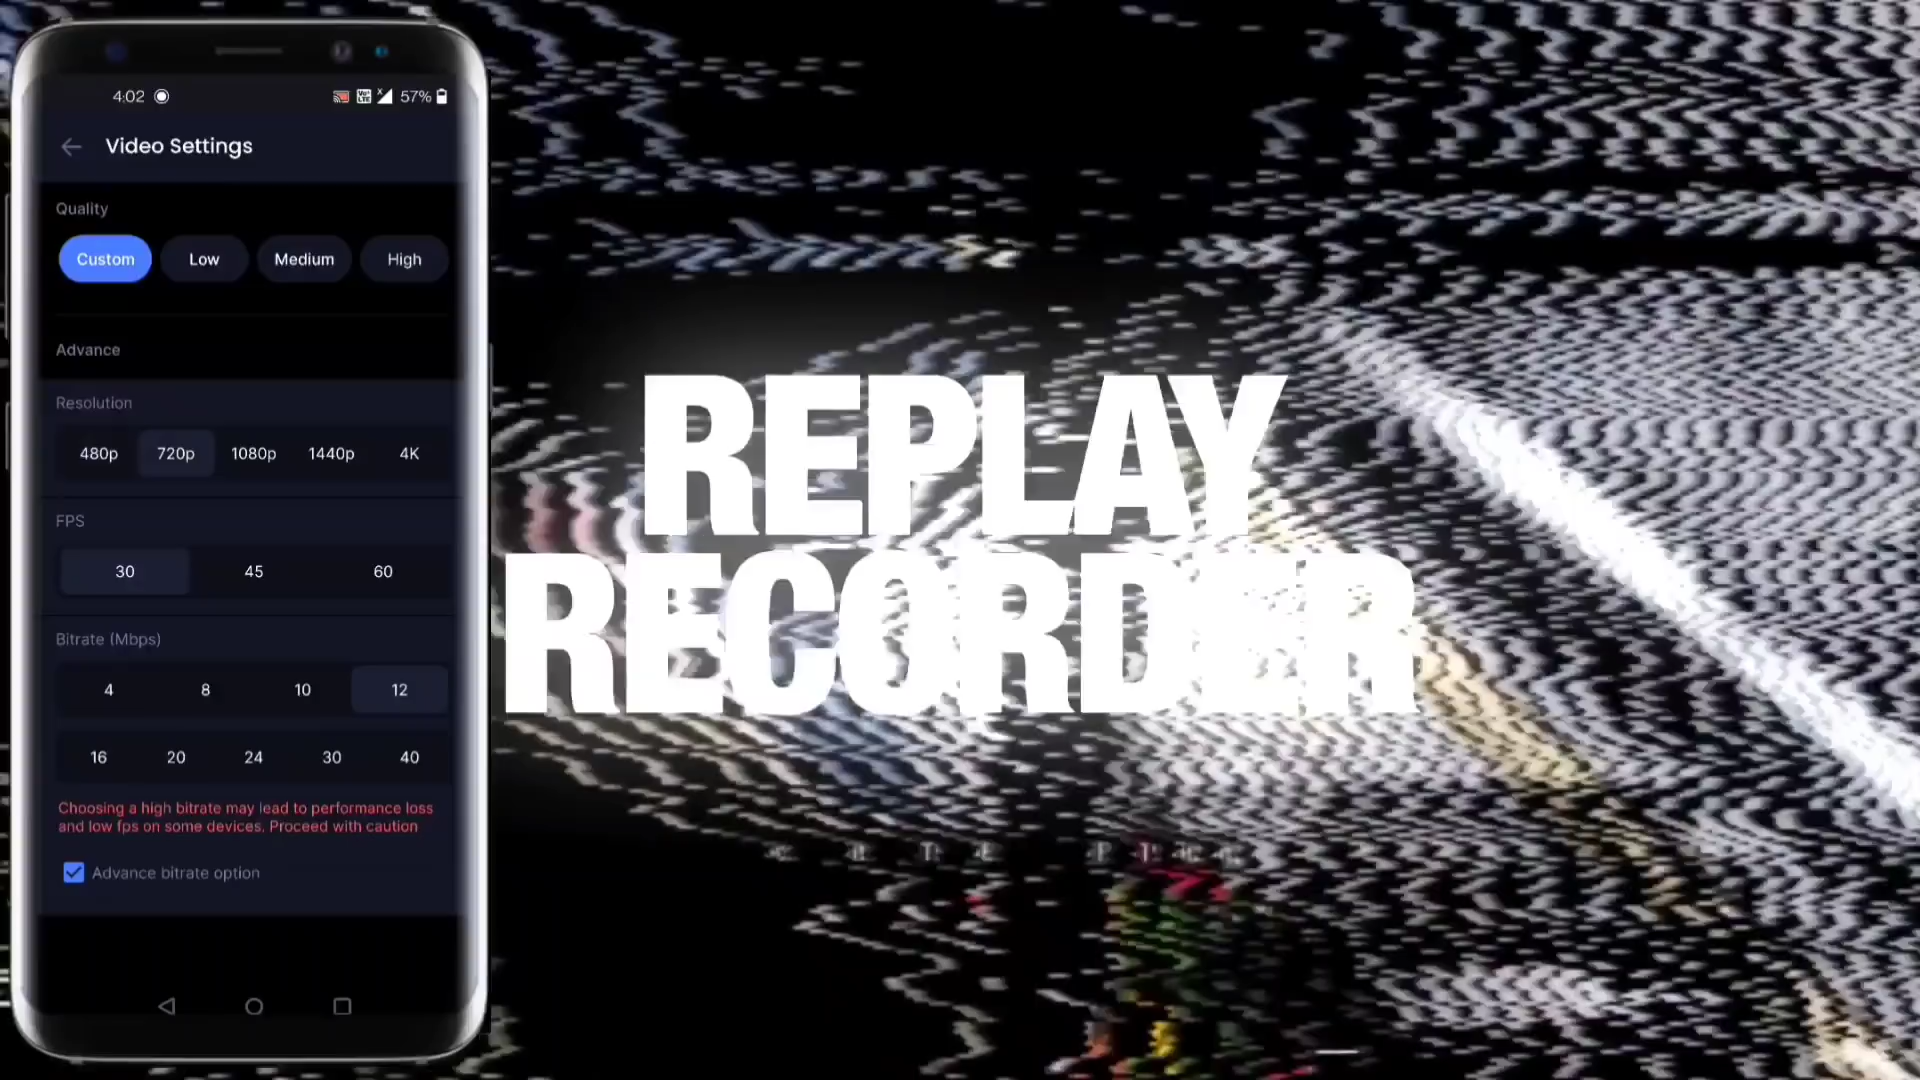 4:02
57%
Video Settings
Quality
Custom Low Medium High
Advance
Resolution
480p 720p 1080p 1440p 4K
FPS
30 45 60
Bitrate (Mbps)
4 8 10 12
16 20 24 30 40
Choosing a high bitrate may lead to performance loss
and low fps on some devices. Proceed with caution
Advance bitrate option
REPLAY
RECORDER